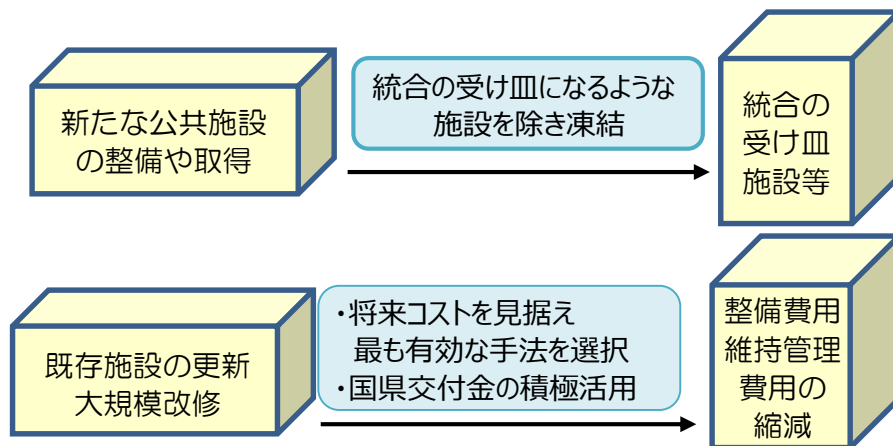 新たな公共施設
の整備や取得
統合の受け皿になるような
施設を除き凍結
統合の
受け皿
施設等
既存施設の更新
大規模改修
・将来コストを見据え
最も有効な手法を選択
・国県交付金の積極活用
整備費用
維持管理
費用の
縮減